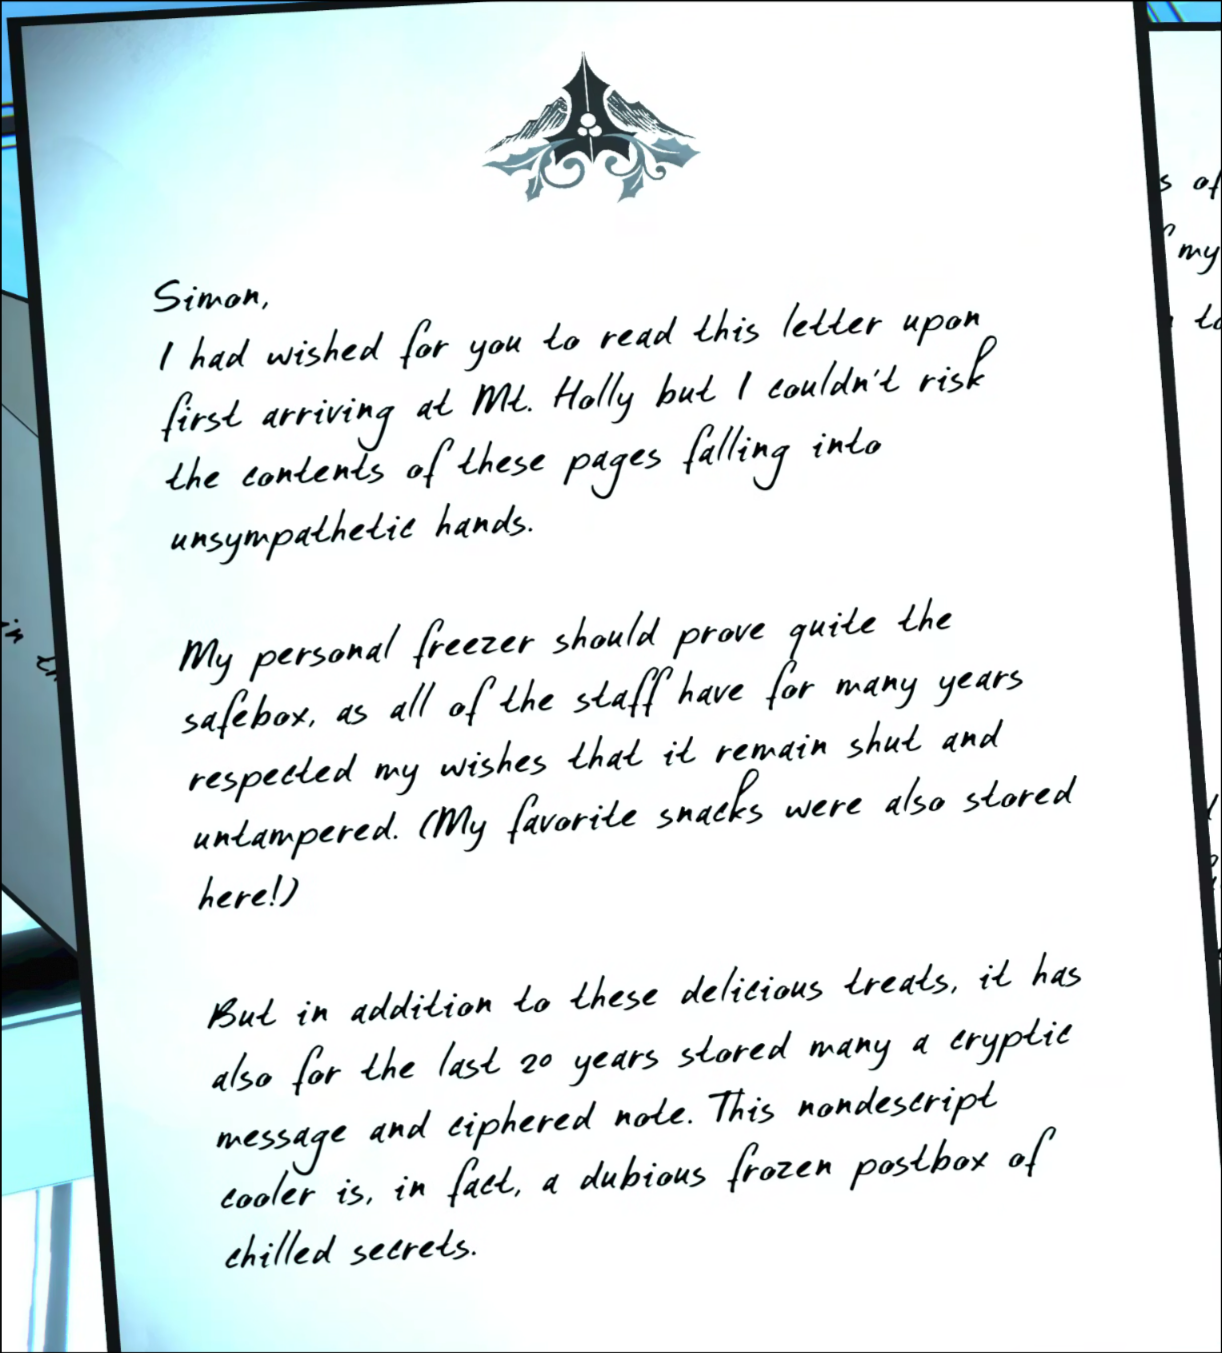 Simon,
I had wished for you to read this letter upon
first arriving at Mt. Holly but I couldn't risk
the contents of these pages falling into
unsympathetic hands.
My personal freezer should prove quite the
safebox, as all of the staff have for many years
respected my wishes that it remain shut and
untampered. (My favorite snacks were also stored
here!)
But in addition to these delicious treats, it has
also for the last 20 years stored many a cryptic
message and ciphered note. This nondescript
cooler is, in fact, a dubious frozen postbox of
chilled secrets.
in
s of
my
to